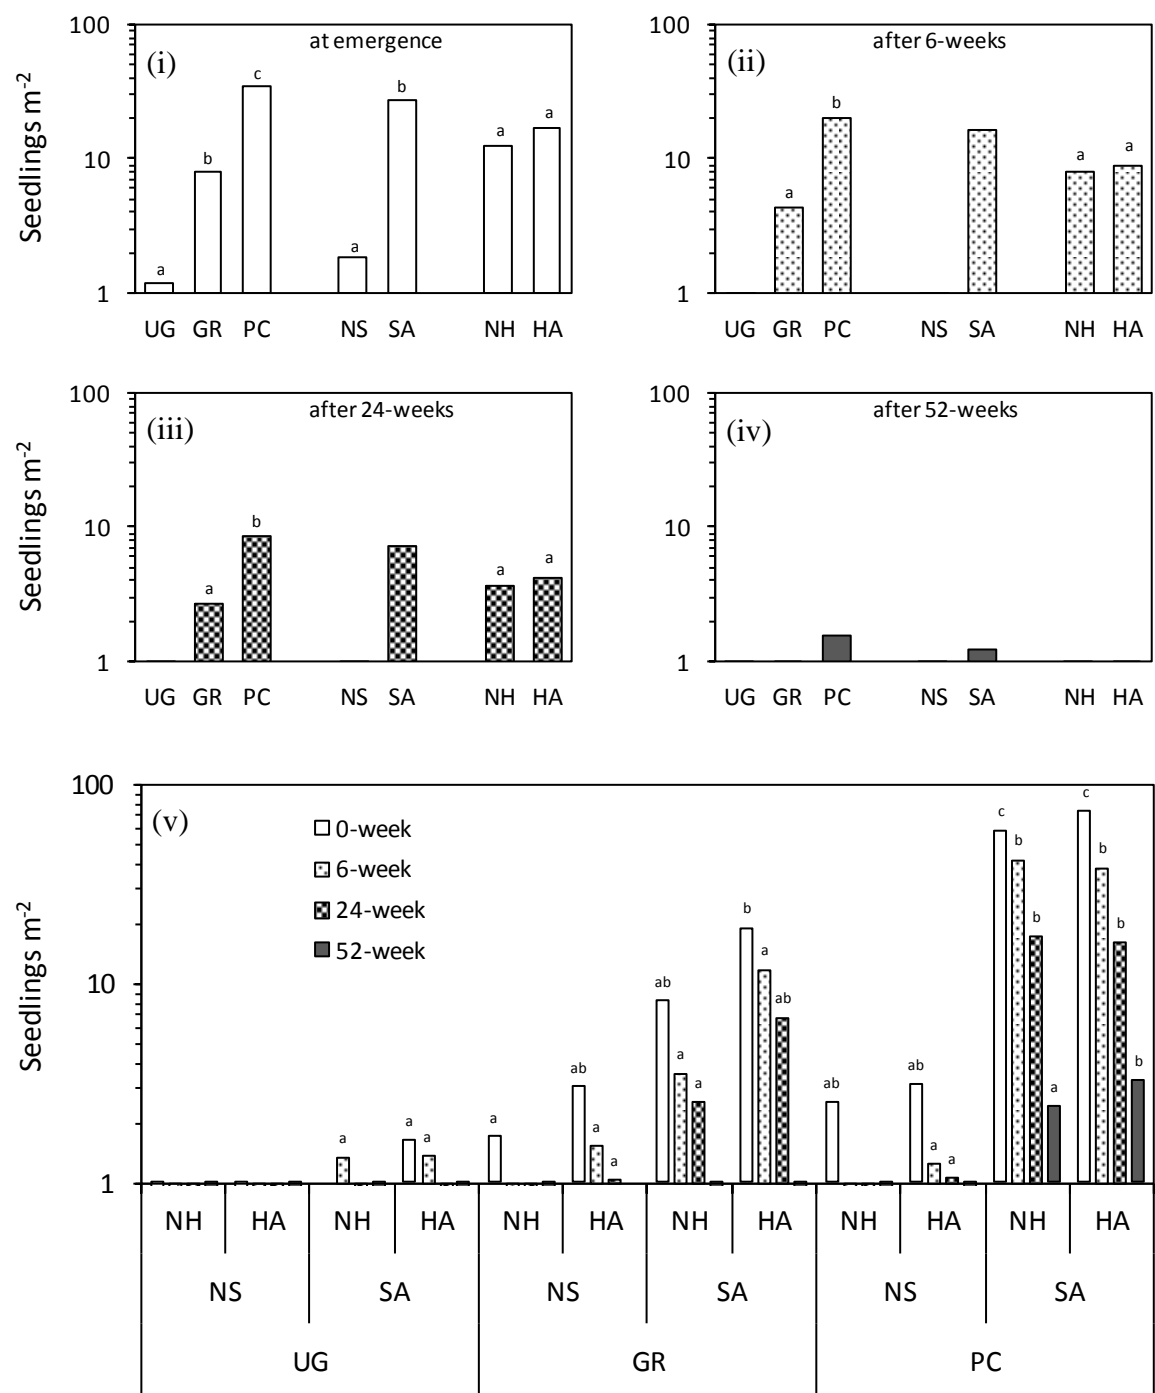 100
10
1
Seedlings m-2
(i)
at emergence
a
b
c
a
b
a
a
UG GR PC NS SA NH HA
100
10
1
(ii)
after 6-weeks
a
b
a
a
UG GR PC NS SA NH HA
100
10
1
Seedlings m-2
(iii)
after 24-weeks
a
b
a
a
UG GR PC NS SA NH HA
100
10
1
(iv)
after 52-weeks
UG GR PC NS SA NH HA
100
10
1
Seedlings m-2
(v)
0-week
6-week
24-week
52-week
a
a
a
a
ab
a
a
ab
a
a
b
a
ab
ab
ab
a
a
c
b
b
a
c
b
b
b
NH HA NH HA NH HA NH HA NH HA NH HA
NS SA NS SA NS SA
UG GR PC